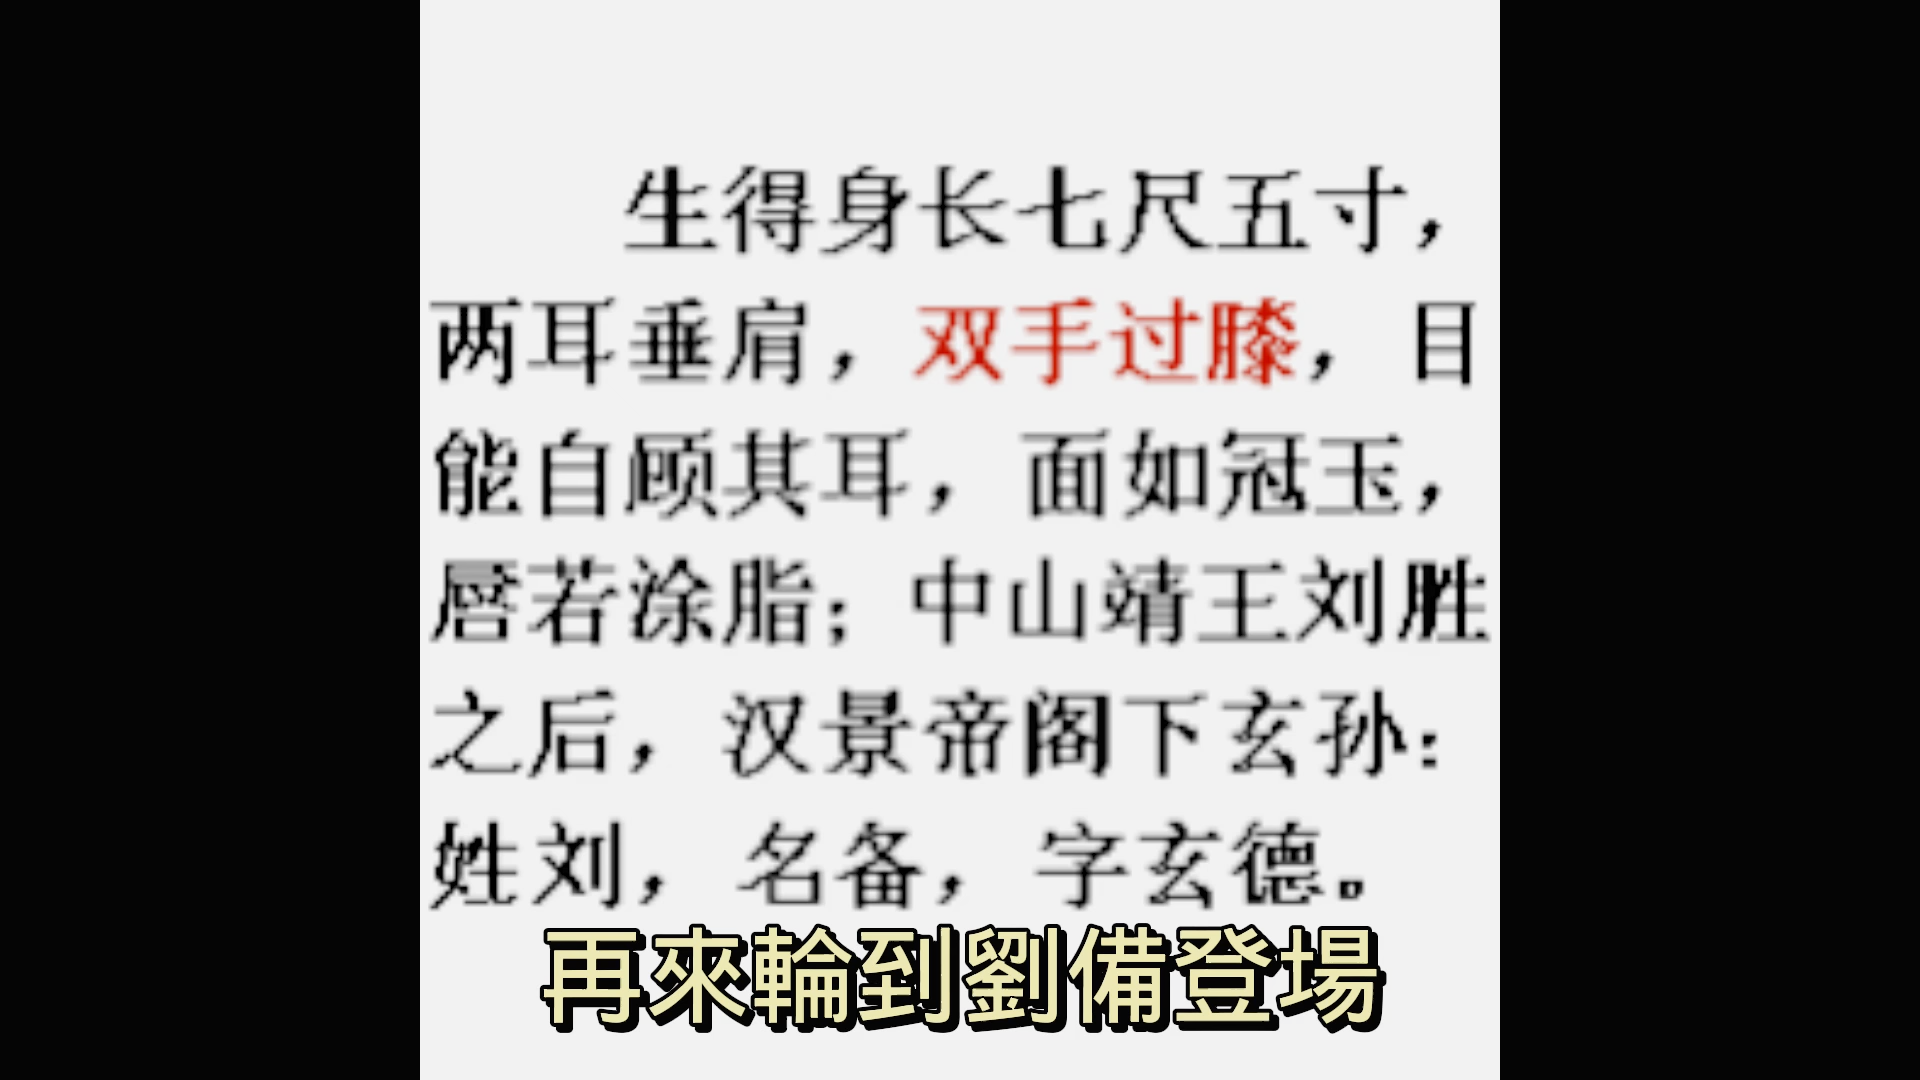 生得身长七尺五寸，
两耳垂肩，双手过膝，目
能自顾其耳，面如冠玉，
唇若涂脂；中山靖王刘胜
之后，汉景帝阁下玄孙：
姓刘，名备，字玄德。
再來輪到劉備登場